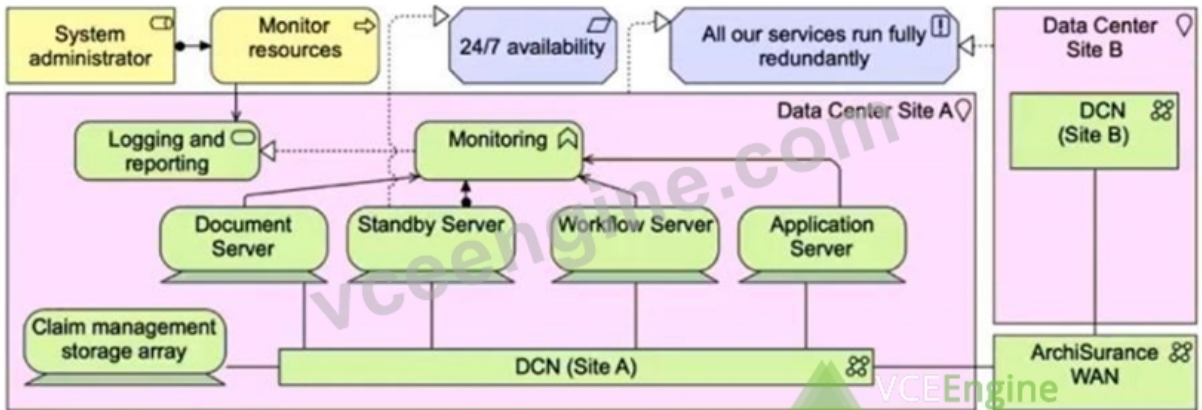 System
administrator
Monitor
resources
24/7 availability
All our services run fully
redundantly
Data Center
Site B
Data Center Site A
DCN
(Site B)
Logging and
reporting
Monitoring
Document
Server
Standby Server
Workflow Server
Application
Server
vceengine.com
Claim management
storage array
DCN (Site A)
ArchiSurance
WAN
VCEEngine